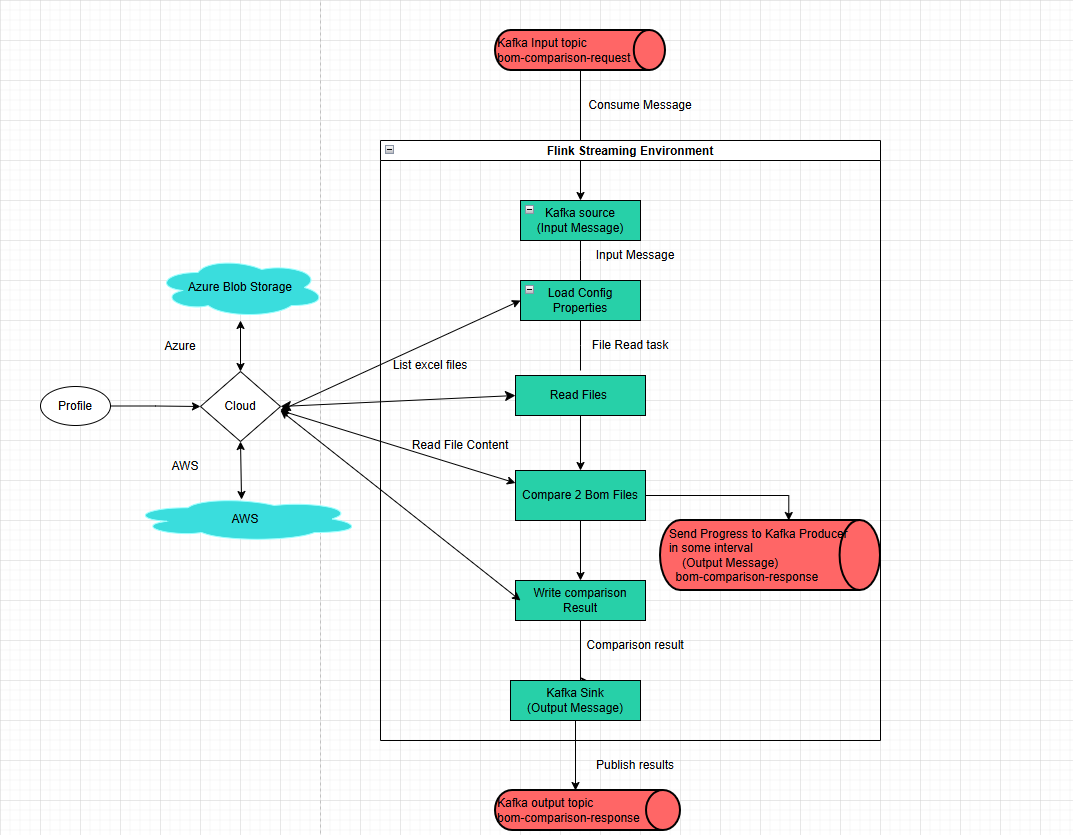 Kafka Input topic
bom-comparison-request
Consume Message
Flink Streaming Environment
Kafka source
(Input Message)
Input Message
Azure Blob Storage
Load Config
Properties
Azure
File Read task
List excel files
Profile
Cloud
Read Files
Read File Content
AWS
Compare 2 Bom Files
AWS
Send Progress to Kafka Producer
in some interval
(Output Message)
bom-comparison-response
Write comparison
Result
Comparison result
Kafka Sink
(Output Message)
Publish results
Kafka output topic
bom-comparison-response